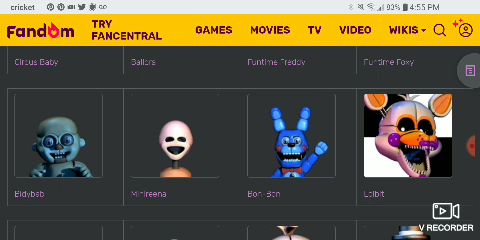 cricket 83% 4:55 PM
Fandom TRY FANCENTRAL GAMES MOVIES TV VIDEO WIKIS
Circus Baby Ballora Funtime Freddy Funtime Foxy
Bidybab Minireena Bon-Bon Lolbit
V RECORDER